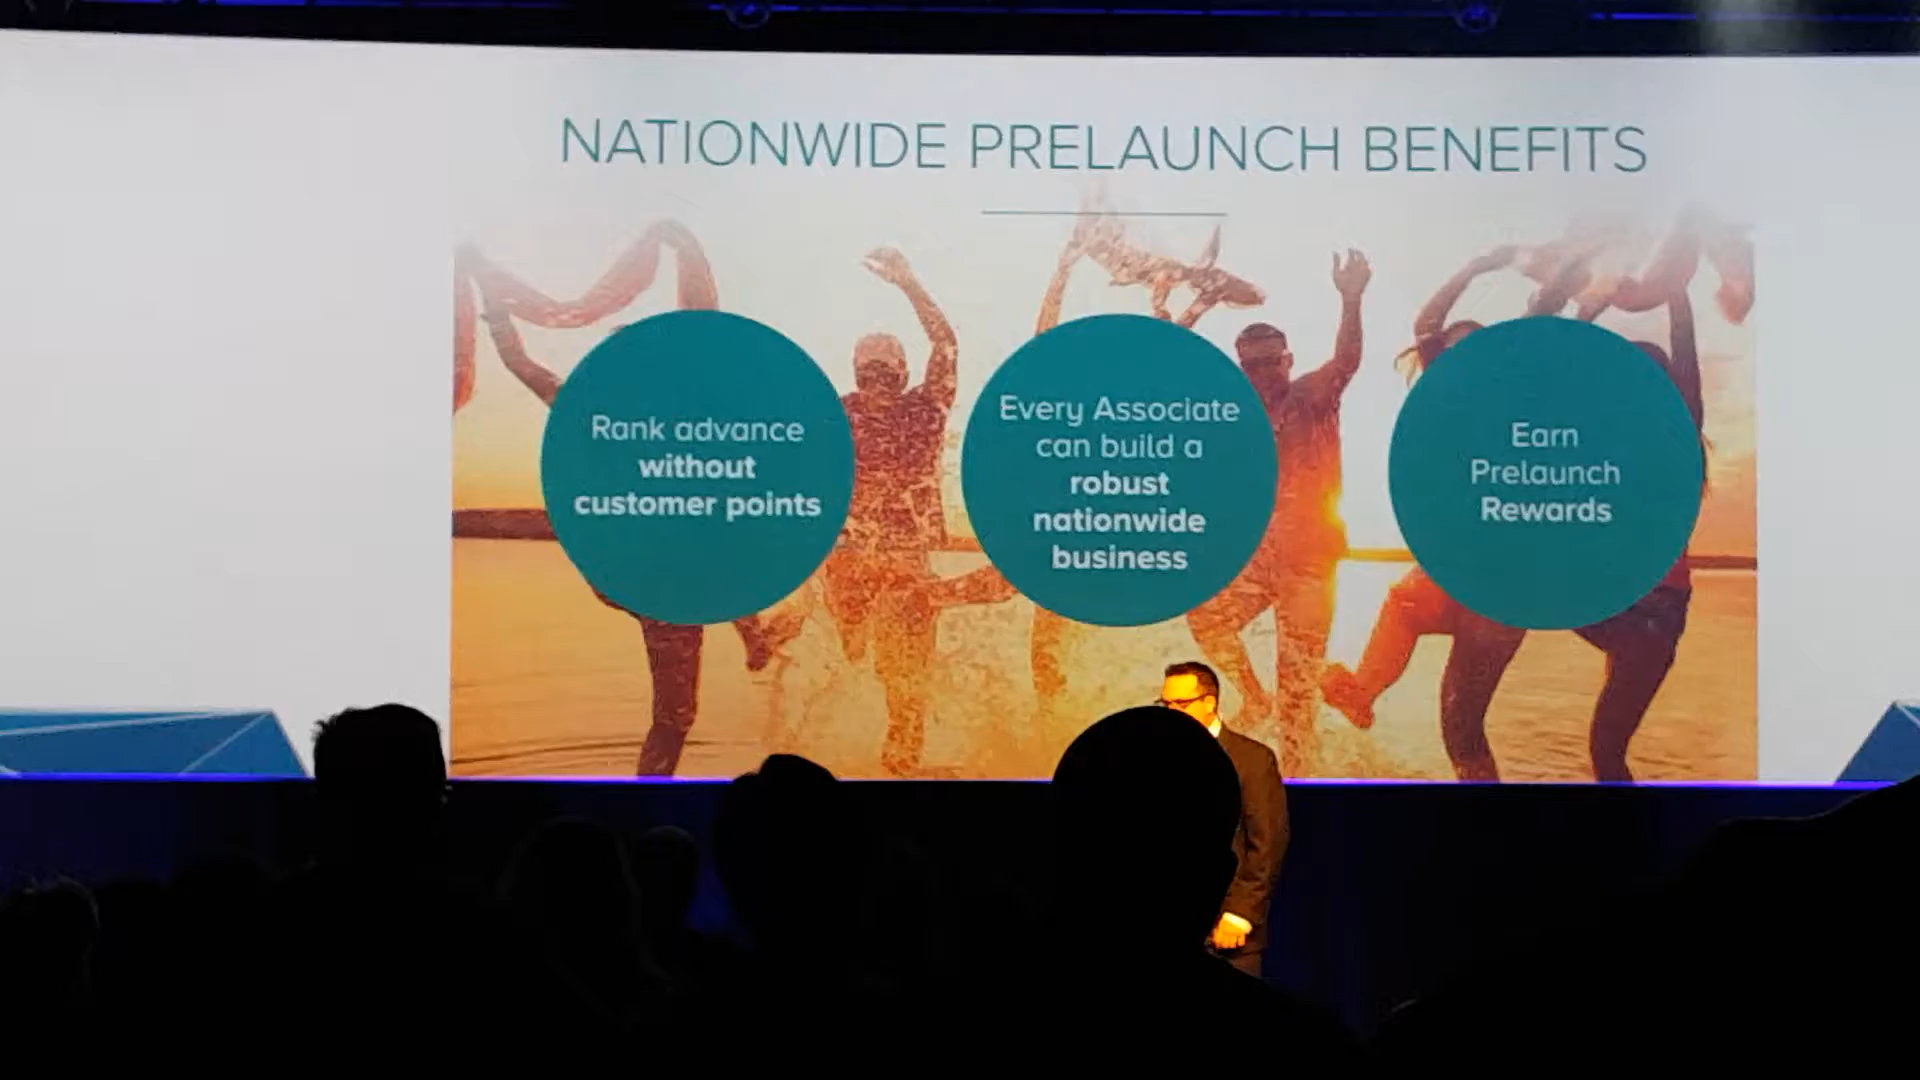 NATIONWIDE PRELAUNCH BENEFITS
Rank advance
without
customer points
Every Associate
can build a
robust
nationwide
business
Earn
Prelaunch
Rewards